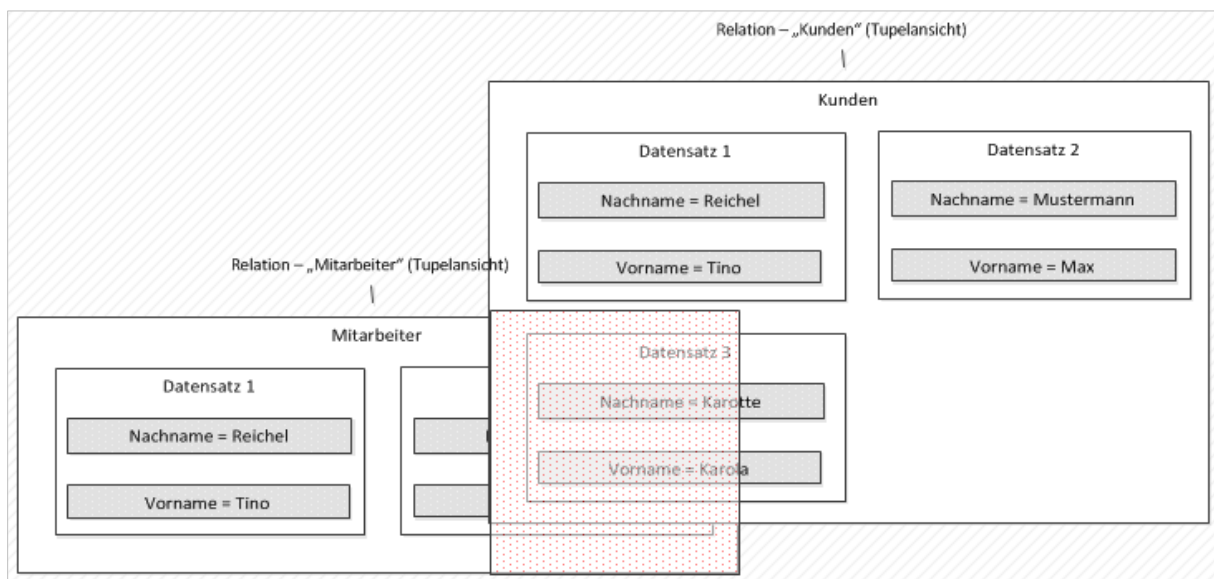 Relation – „Kunden“ (Tupelansicht)
Kunden
Datensatz 1
Datensatz 2
Nachname = Reichel
Nachname = Mustermann
Vorname = Tino
Vorname = Max
Relation – „Mitarbeiter“ (Tupelansicht)
Mitarbeiter
Datensatz 3
Nachname = Karotte
Vorname = Karola
Datensatz 1
Nachname = Reichel
Vorname = Tino